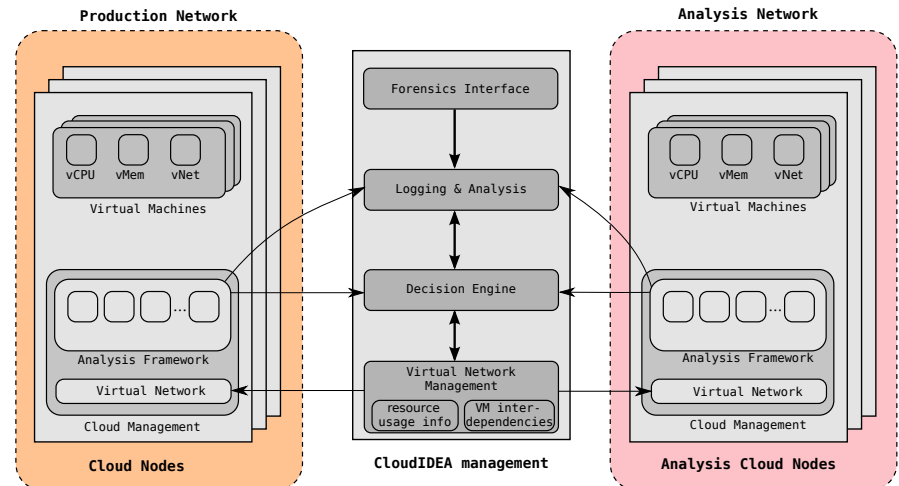 Production Network
vCPU vMem vNet
Virtual Machines
...
Analysis Framework
Virtual Network
Cloud Management
Cloud Nodes
Forensics Interface
Logging & Analysis
Decision Engine
Virtual Network
Management
resource
usage info
VM inter-
dependencies
CloudIDEA management
Analysis Network
vCPU vMem vNet
Virtual Machines
...
Analysis Framework
Virtual Network
Cloud Management
Analysis Cloud Nodes